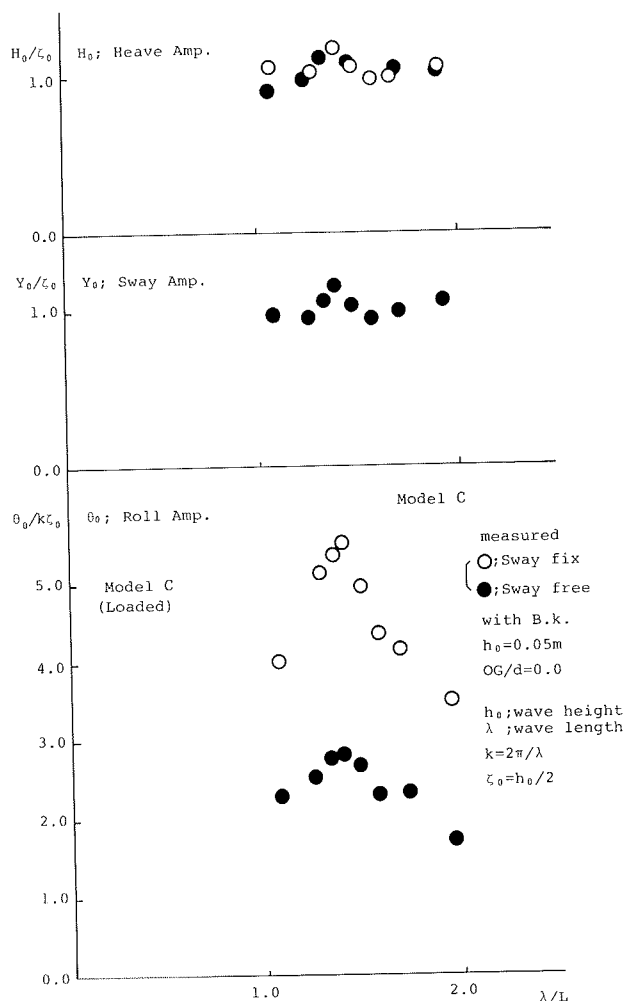 H₀/ζ₀ H₀; Heave Amp.
1.0
0.0
Y₀/ζ₀ Y₀; Sway Amp.
1.0
0.0
Model C
θ₀/kζ₀ θ₀; Roll Amp.
measured
○;Sway fix
●;Sway free
5.0
Model C
(Loaded)
with B.k.
h₀=0.05m
4.0
OG/d=0.0
h₀;wave height
λ ;wave length
3.0
k=2π/λ
ζ₀=h₀/2
2.0
1.0
0.0
1.0 2.0
λ/L